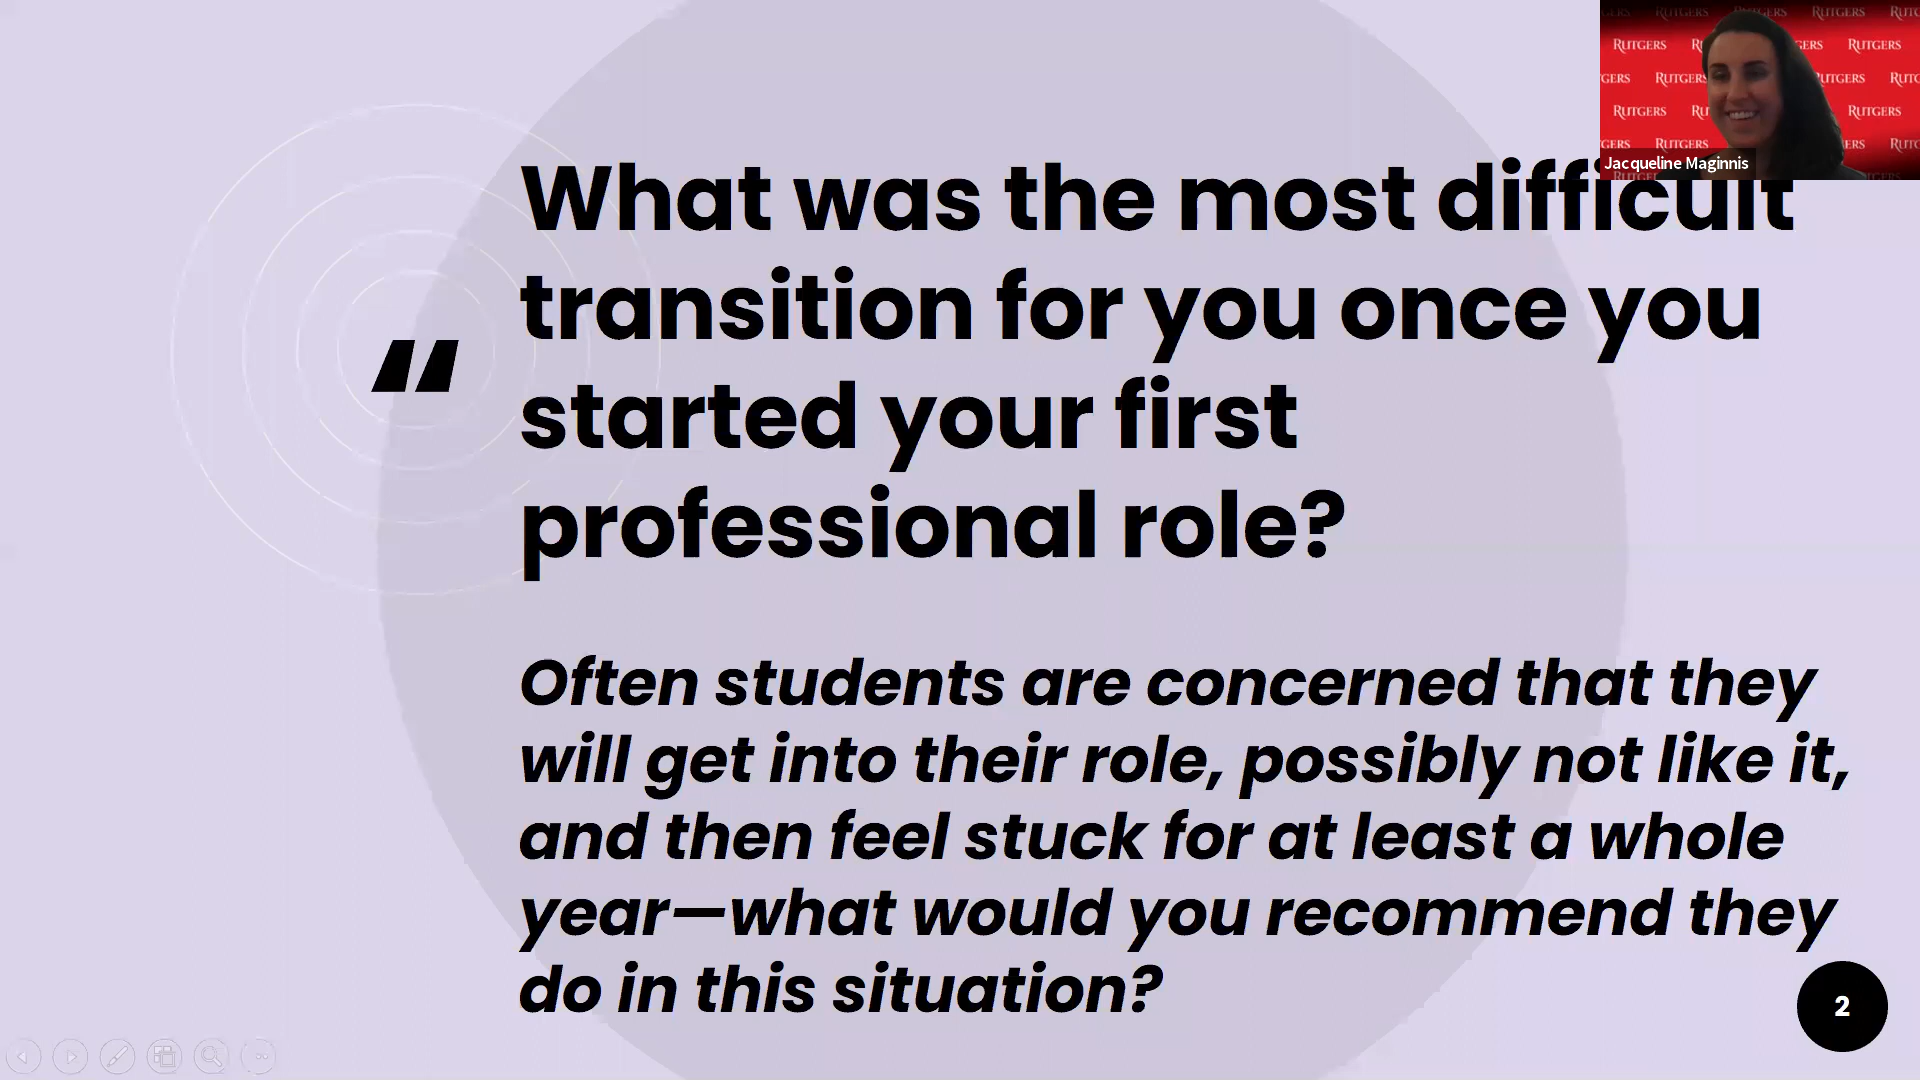 RUTGERS RUTGERS RUTGERS
RUTGERS RUTGERS
RUTGERS RUTGERS
RUTGERS RUTGERS
Jacqueline Maginnis
“
What was the most difficult
transition for you once you
started your first
professional role?
Often students are concerned that they
will get into their role, possibly not like it,
and then feel stuck for at least a whole
year—what would you recommend they
do in this situation?
2